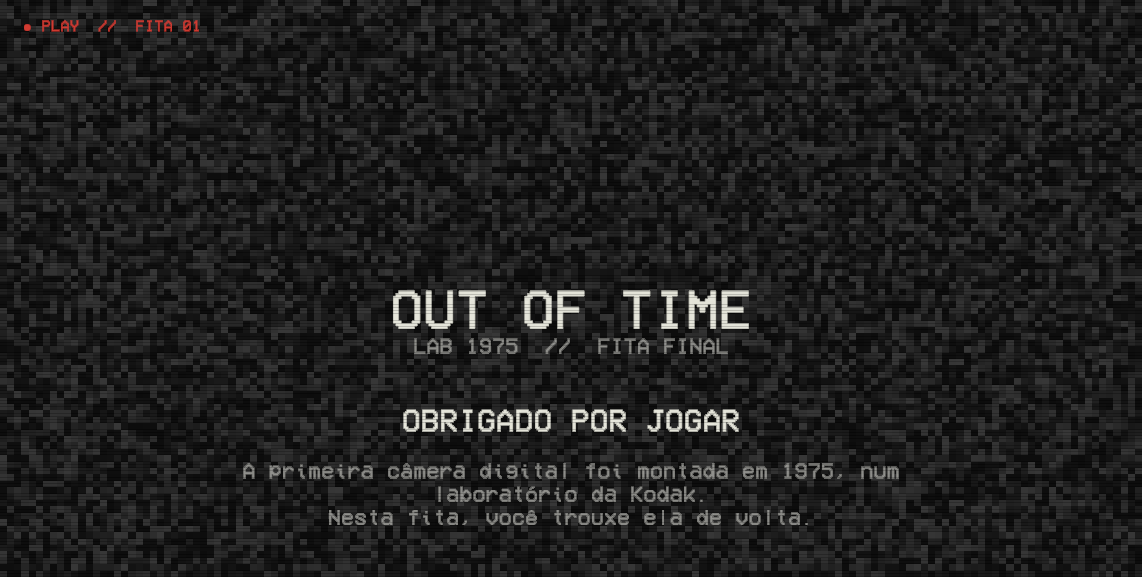 ● PLAY // FITA 01
OUT OF TIME
LAB 1975 // FITA FINAL
OBRIGADO POR JOGAR
A primeira câmera digital foi montada em 1975, num
laboratório da Kodak.
Nesta fita, você trouxe ela de volta.